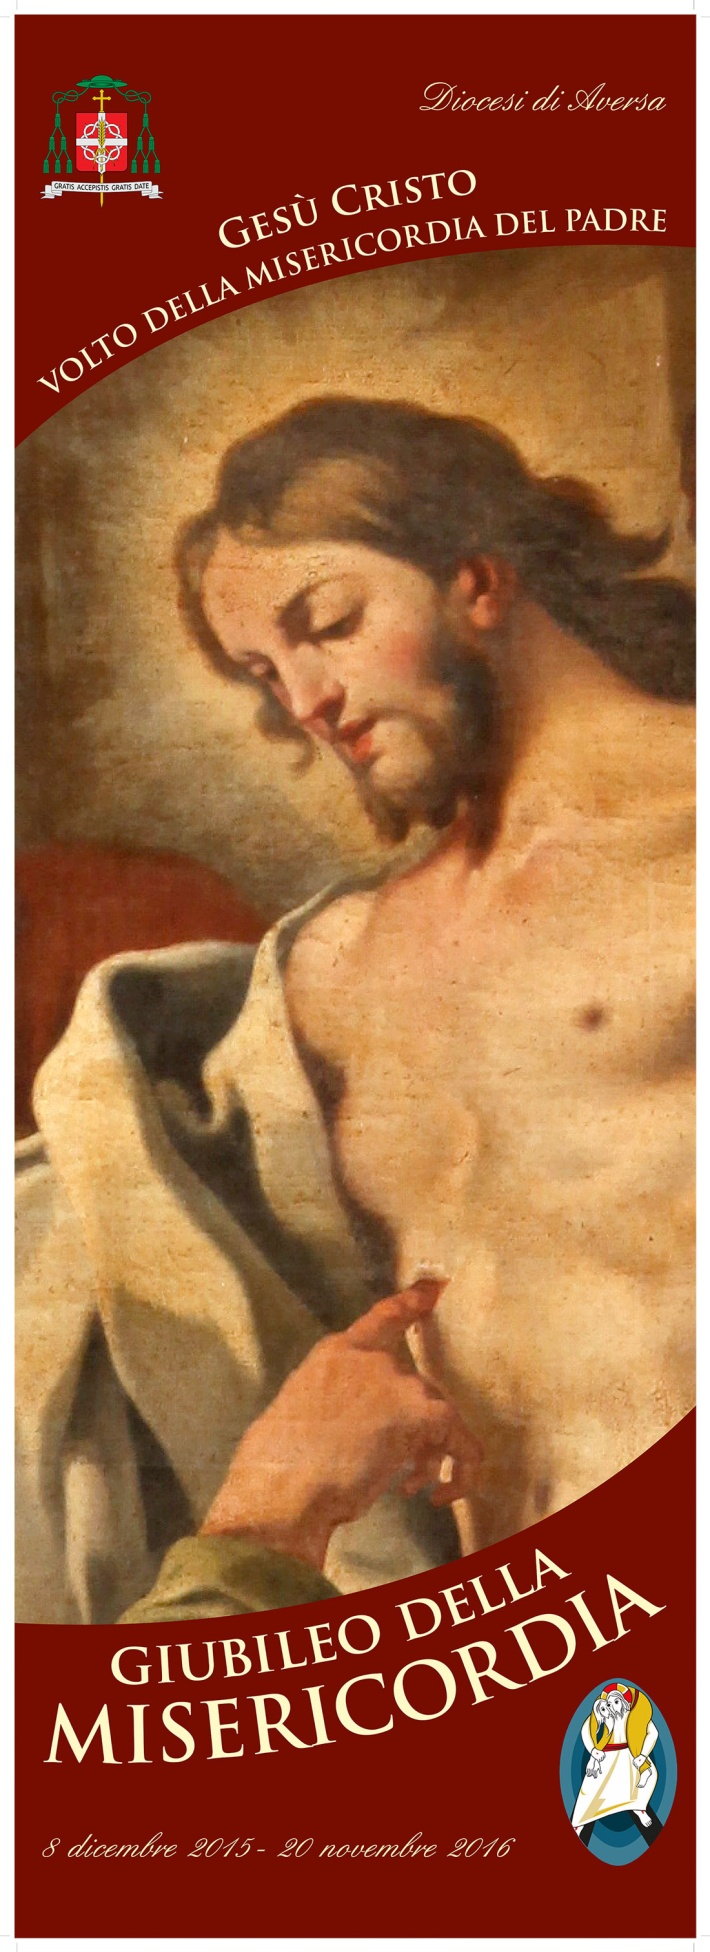 Diocesi di Aversa
GRATIS ACCEPISTIS GRATIS DATE
GESÙ CRISTO
VOLTO DELLA MISERICORDIA DEL PADRE
GIUBILEO DELLA
MISERICORDIA
8 dicembre 2015 - 20 novembre 2016